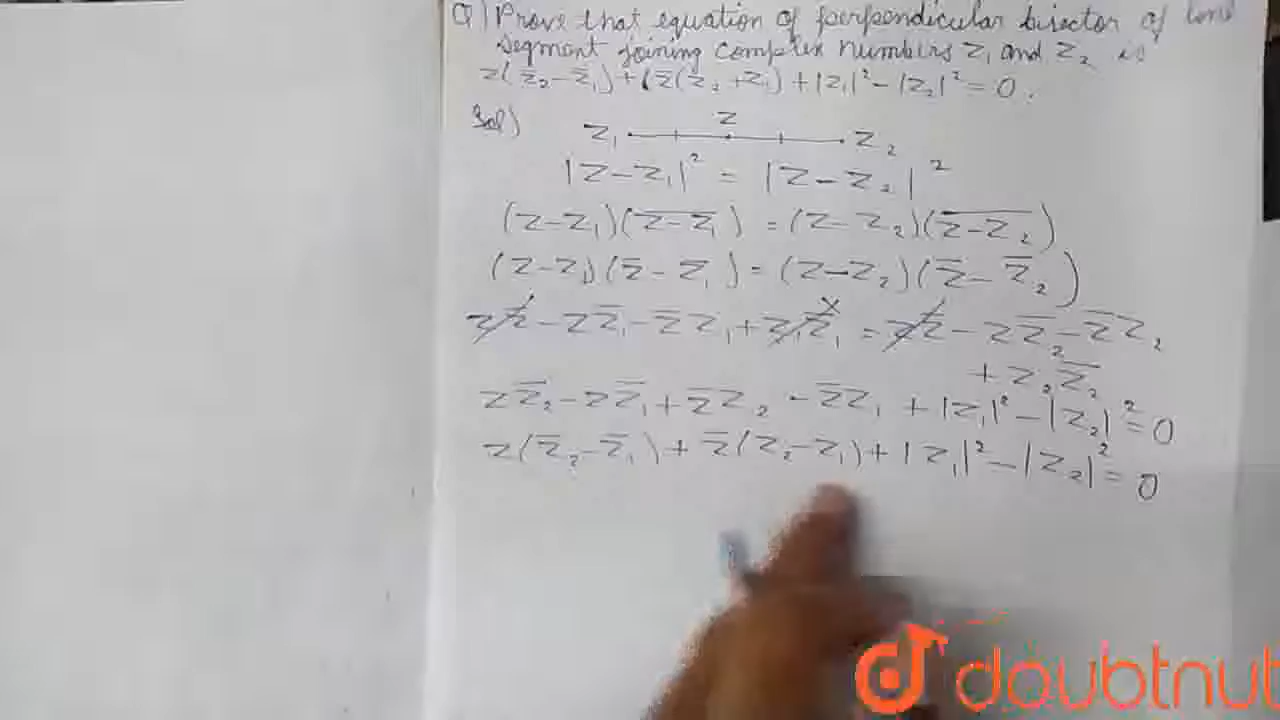 Q) Prove that equation of perpendicular bisector of line
segment joining complex numbers z₁ and z₂ is
z(z̅₂ − z̅₁) + (z̅(z₂ + z₁) + |z₁|² − |z₂|² = 0.
Sol)
z
z₁ z₂
|z − z₁|² = |z − z₂|²
(z − z₁)(z̅ − z̅₁) = (z − z₂)(z̅ − z̅₂)
(z − z₁)(z̅ − z̅₁) = (z − z₂)(z̅ − z̅₂)
zz̅ − zz̅₁ − z̅z₁ + z₁z̅₁ = zz̅ − zz̅₂ − z̅z₂
+ z₂z̅₂
zz̅₂ − zz̅₁ + z̅z₂ − z̅z₁ + |z₁|² − |z₂|² = 0
z(z̅₂ − z̅₁) + z̅(z₂ − z₁) + |z₁|² − |z₂|² = 0
doubtnut